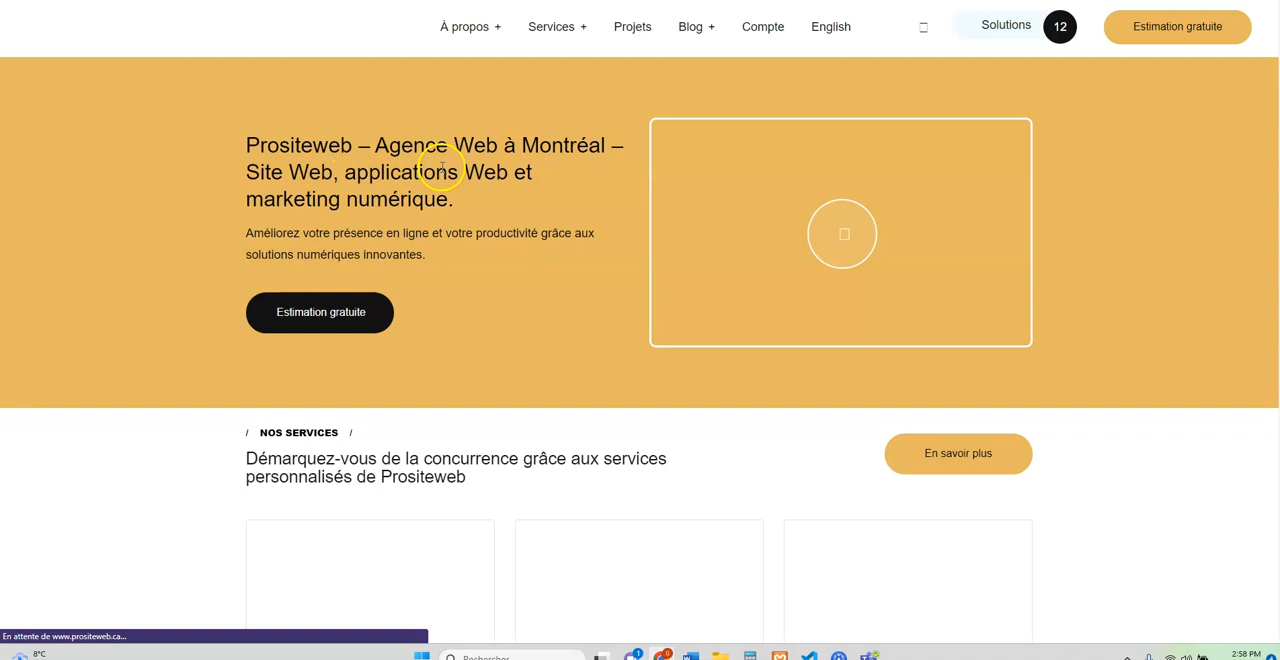 À propos + Services + Projets Blog + Compte English Solutions 12 Estimation gratuite
Prositeweb – Agence Web à Montréal –
Site Web, applications Web et
marketing numérique.
Améliorez votre présence en ligne et votre productivité grâce aux
solutions numériques innovantes.
Estimation gratuite
/ NOS SERVICES /
Démarquez-vous de la concurrence grâce aux services
personnalisés de Prositeweb
En savoir plus
En attente de www.prositeweb.ca...
8°C Rechercher 1 6 2:58 PM